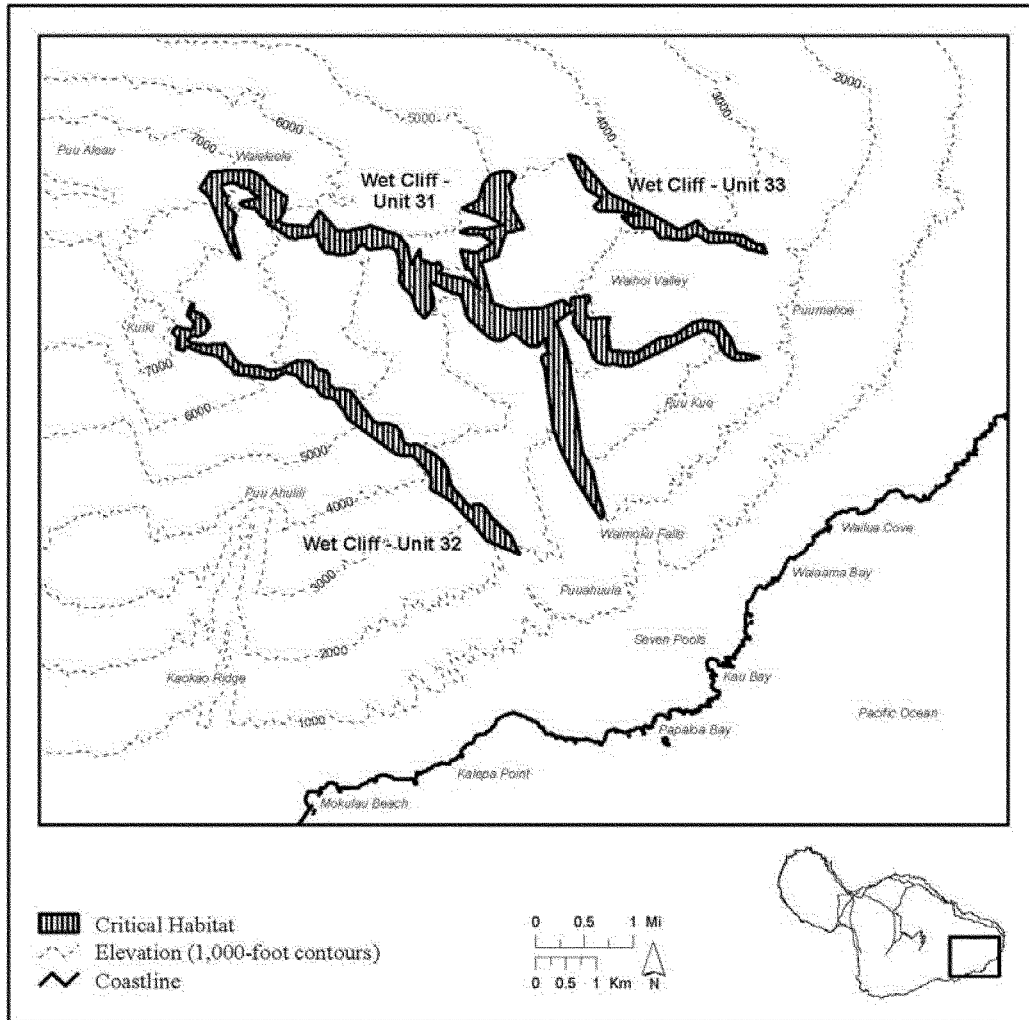 2000
3000
5000
4000
6000
7000
Puu Aleau
Waieleele
Wet Cliff -
Unit 31
Wet Cliff - Unit 33
Waihoi Valley
Puumahoe
Kuiki
7000
6000
Puu Kue
5000
Puu Ahulili
4000
Waimoku Falls
Wailua Cove
Wet Cliff - Unit 32
Waiaama Bay
3000
Puuahuula
Seven Pools
2000
Kaokao Ridge
Kau Bay
Pacific Ocean
1000
Papaloa Bay
Kalepa Point
Mokulau Beach
Critical Habitat
Elevation (1,000-foot contours)
Coastline
0 0.5 1 Mi
0 0.5 1 Km
N